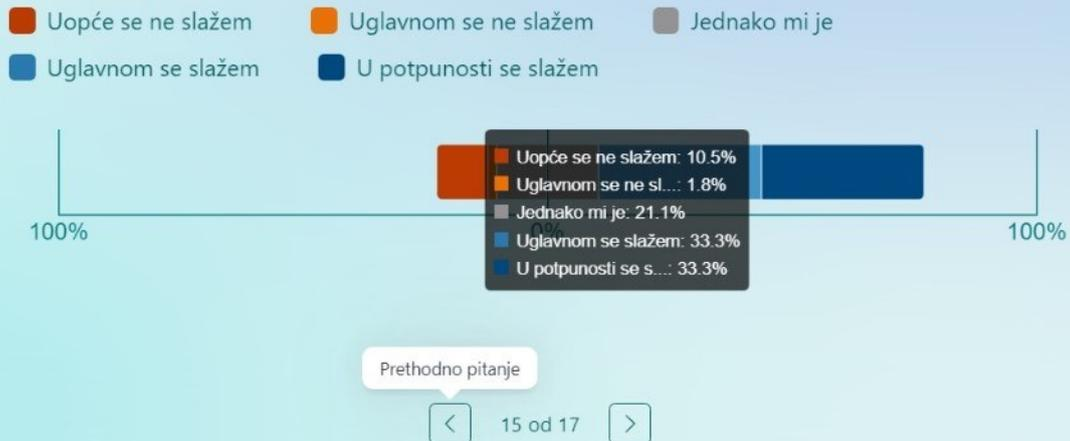 Uopće se ne slažem Uglavnom se ne slažem Jednako mi je
Uglavnom se slažem U potpunosti se slažem
Uopće se ne slažem: 10.5%
Uglavnom se ne sl...: 1.8%
Jednako mi je: 21.1%
Uglavnom se slažem: 33.3%
U potpunosti se s...: 33.3%
100% 0% 100%
Prethodno pitanje
15 od 17